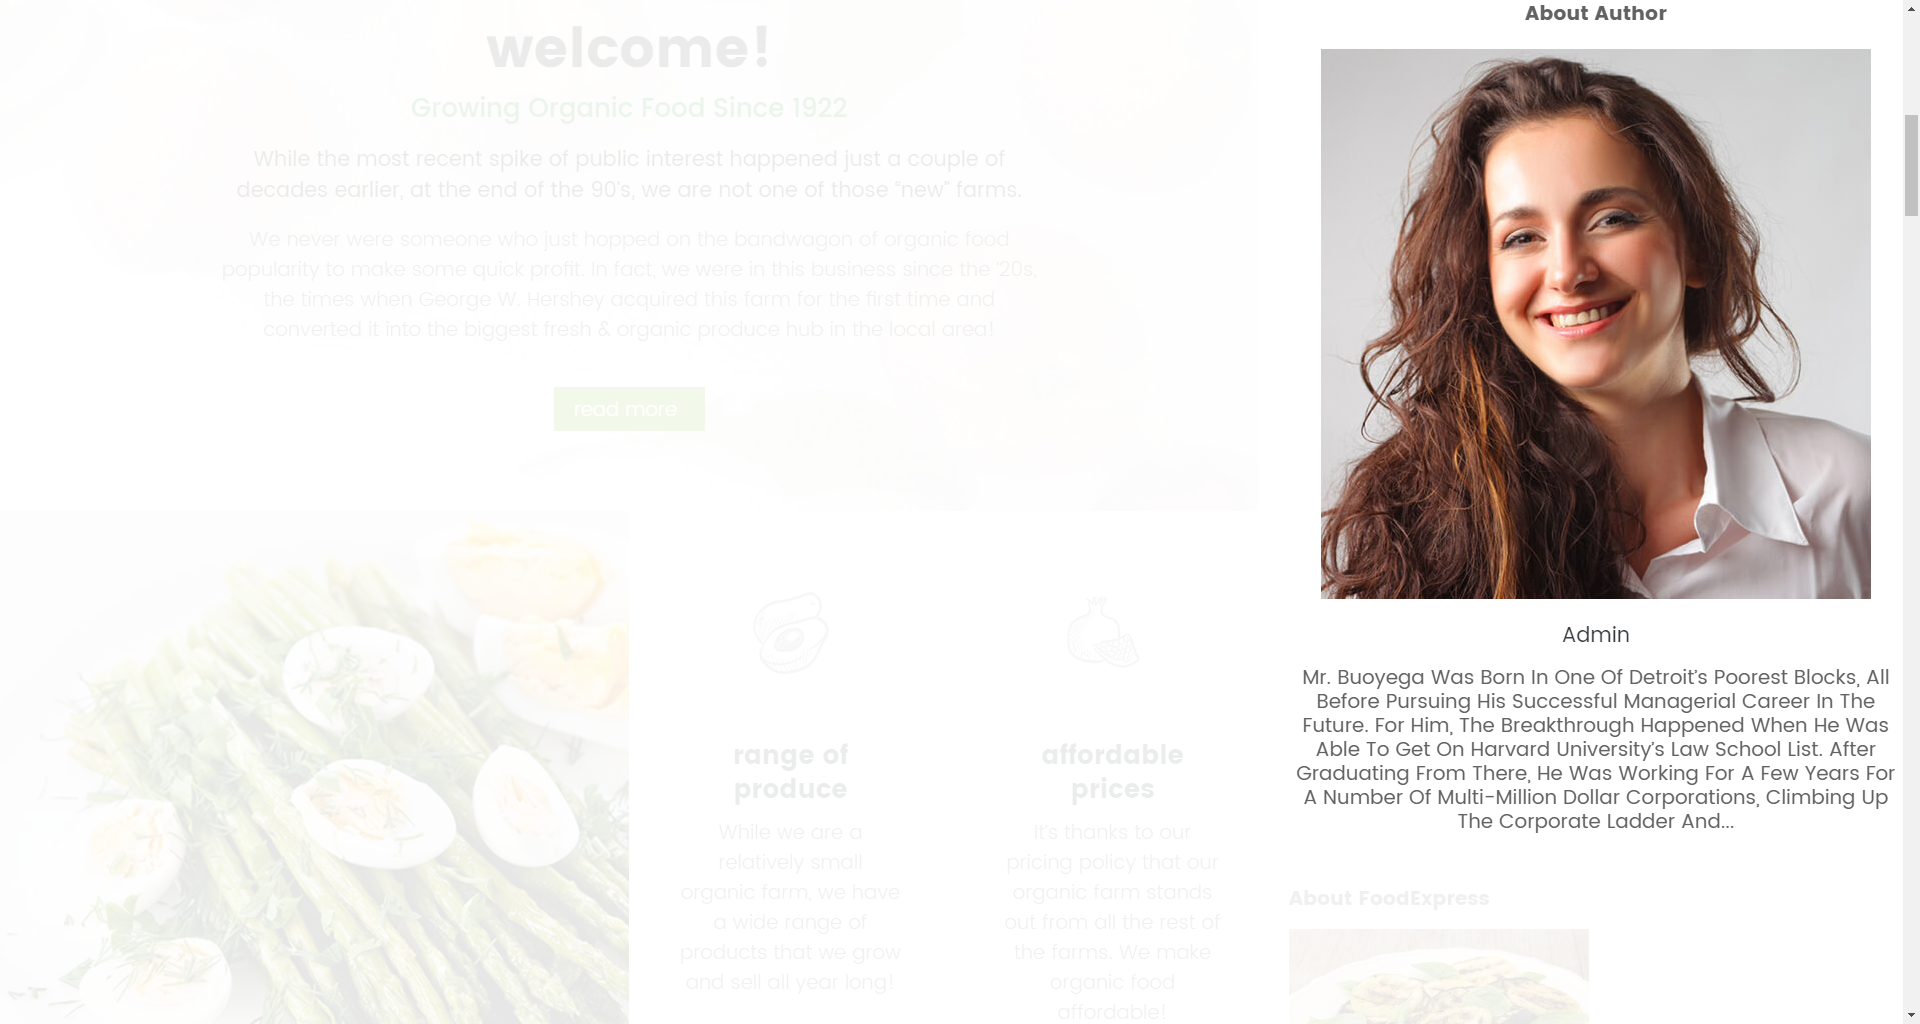 welcome!
Growing Organic Food Since 1922
While the most recent spike of public interest happened just a couple of
decades earlier, at the end of the 90's, we are not one of those "new" farms.
We never were someone who just hopped on the bandwagon of organic food
popularity to make some quick profit. In fact, we were in this business since the '20s,
the times when George W. Hershey acquired this farm for the first time and
converted it into the biggest fresh & organic produce hub in the local area!
read more
range of
produce
While we are a
relatively small
organic farm, we have
a wide range of
products that we grow
and sell all year long!
affordable
prices
It's thanks to our
pricing policy that our
organic farm stands
out from all the rest of
the farms. We make
organic food
affordable!
About Author
Admin
Mr. Buoyega Was Born In One Of Detroit's Poorest Blocks, All
Before Pursuing His Successful Managerial Career In The
Future. For Him, The Breakthrough Happened When He Was
Able To Get On Harvard University's Law School List. After
Graduating From There, He Was Working For A Few Years For
A Number Of Multi-Million Dollar Corporations, Climbing Up
The Corporate Ladder And...
About FoodExpress